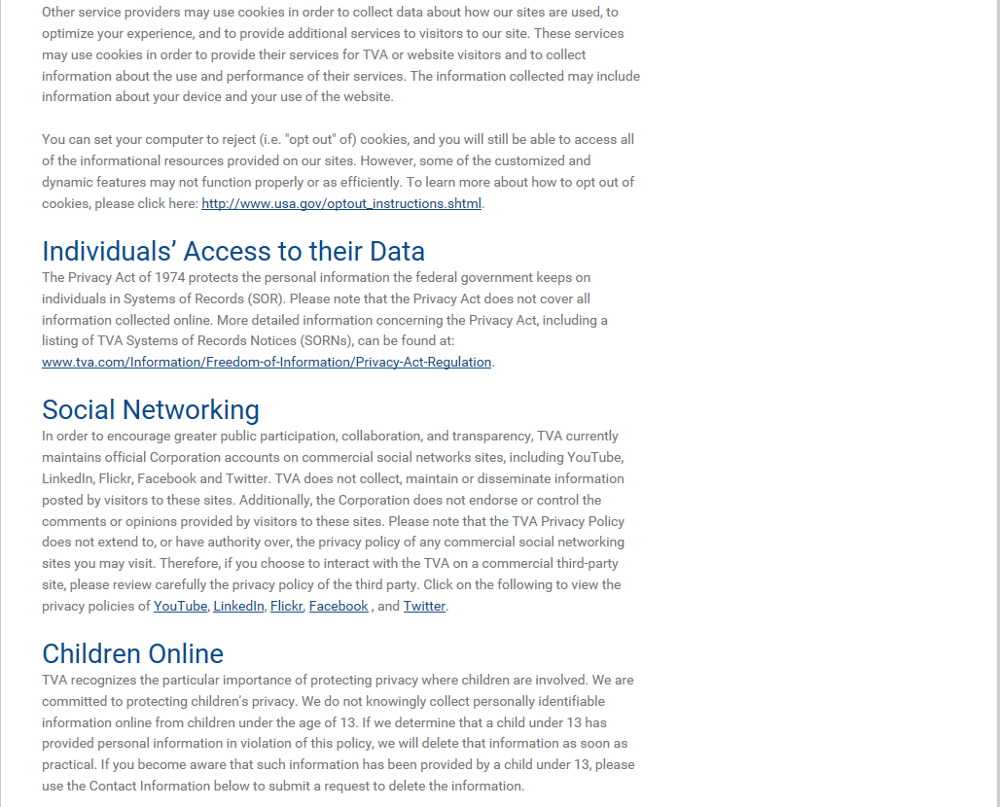 Other service providers may use cookies in order to collect data about how our sites are used, to
optimize your experience, and to provide additional services to visitors to our site. These services
may use cookies in order to provide their services for TVA or website visitors and to collect
information about the use and performance of their services. The information collected may include
information about your device and your use of the website.
You can set your computer to reject (i.e. "opt out" of) cookies, and you will still be able to access all
of the informational resources provided on our sites. However, some of the customized and
dynamic features may not function properly or as efficiently. To learn more about how to opt out of
cookies, please click here: http://www.usa.gov/optout_instructions.shtml.
Individuals’ Access to their Data
The Privacy Act of 1974 protects the personal information the federal government keeps on
individuals in Systems of Records (SOR). Please note that the Privacy Act does not cover all
information collected online. More detailed information concerning the Privacy Act, including a
listing of TVA Systems of Records Notices (SORNs), can be found at:
www.tva.com/Information/Freedom-of-Information/Privacy-Act-Regulation.
Social Networking
In order to encourage greater public participation, collaboration, and transparency, TVA currently
maintains official Corporation accounts on commercial social networks sites, including YouTube,
LinkedIn, Flickr, Facebook and Twitter. TVA does not collect, maintain or disseminate information
posted by visitors to these sites. Additionally, the Corporation does not endorse or control the
comments or opinions provided by visitors to these sites. Please note that the TVA Privacy Policy
does not extend to, or have authority over, the privacy policy of any commercial social networking
sites you may visit. Therefore, if you choose to interact with the TVA on a commercial third-party
site, please review carefully the privacy policy of the third party. Click on the following to view the
privacy policies of YouTube, LinkedIn, Flickr, Facebook , and Twitter.
Children Online
TVA recognizes the particular importance of protecting privacy where children are involved. We are
committed to protecting children's privacy. We do not knowingly collect personally identifiable
information online from children under the age of 13. If we determine that a child under 13 has
provided personal information in violation of this policy, we will delete that information as soon as
practical. If you become aware that such information has been provided by a child under 13, please
use the Contact Information below to submit a request to delete the information.